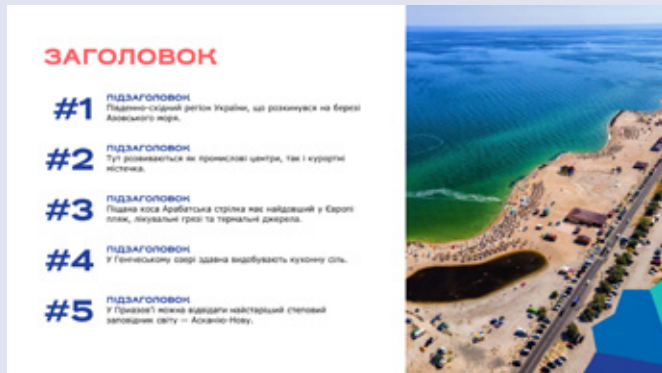 ЗАГОЛОВОК
#1
ПІДЗАГОЛОВОК
Південно-східний регіон України, що розкинувся на березі
Азовського моря.
#2
ПІДЗАГОЛОВОК
Тут розвиваються як промислові центри, так і курортні
містечка.
#3
ПІДЗАГОЛОВОК
Піщана коса Арабатська стрілка має найдовший у Європі
пляж, лікувальні грязі та термальні джерела.
#4
ПІДЗАГОЛОВОК
У Генічеському озері здавна видобувають кухонну сіль.
#5
ПІДЗАГОЛОВОК
У Приазов'ї можна відвідати найстаріший степовий
заповідник світу — Асканію-Нову.